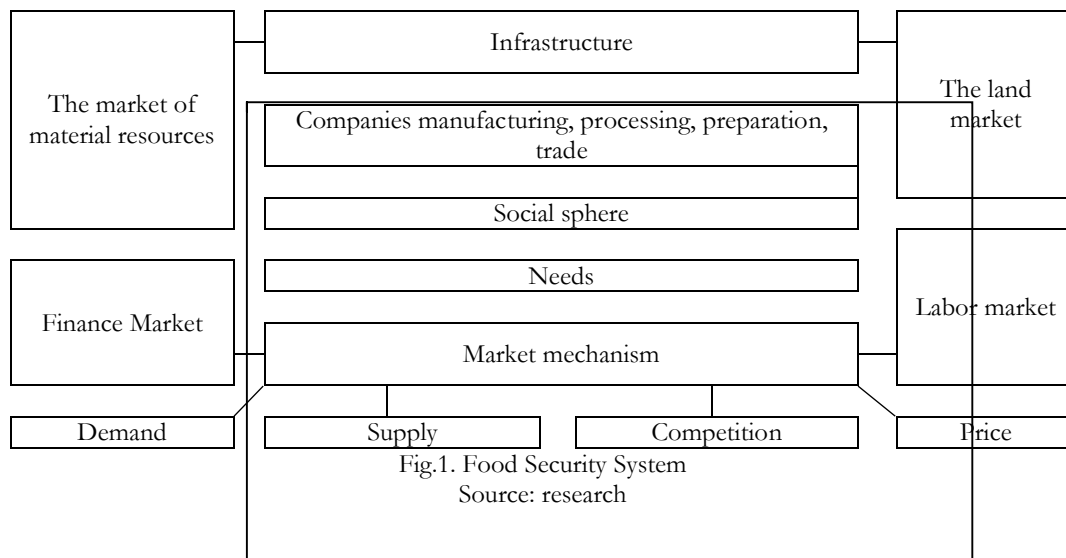 Infrastructure
The market of
material resources
The land
market
Companies manufacturing, processing, preparation,
trade
Social sphere
Needs
Finance Market
Labor market
Market mechanism
Demand
Supply
Competition
Price
Fig.1. Food Security System
Source: research